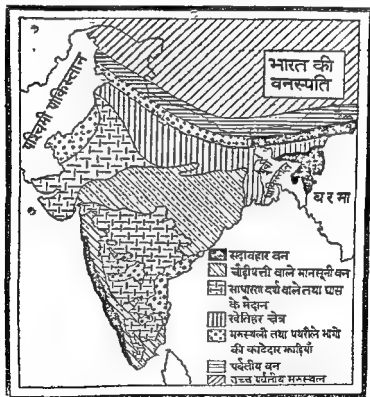 भारत की
वनस्पति
पश्चिमी पाकिस्तान
पूर्वी
बरमा
सदाबहार वन
चौड़ी पत्ती वाले मानसूनी वन
साधारण वर्षा वाले तथा घास
के मैदान
खेतिहर क्षेत्र
मरुस्थली तथा पथरीले भागों
की कांटेदार झाड़ियाँ
पर्वतीय वन
उच्च पर्वतीय मरुस्थल